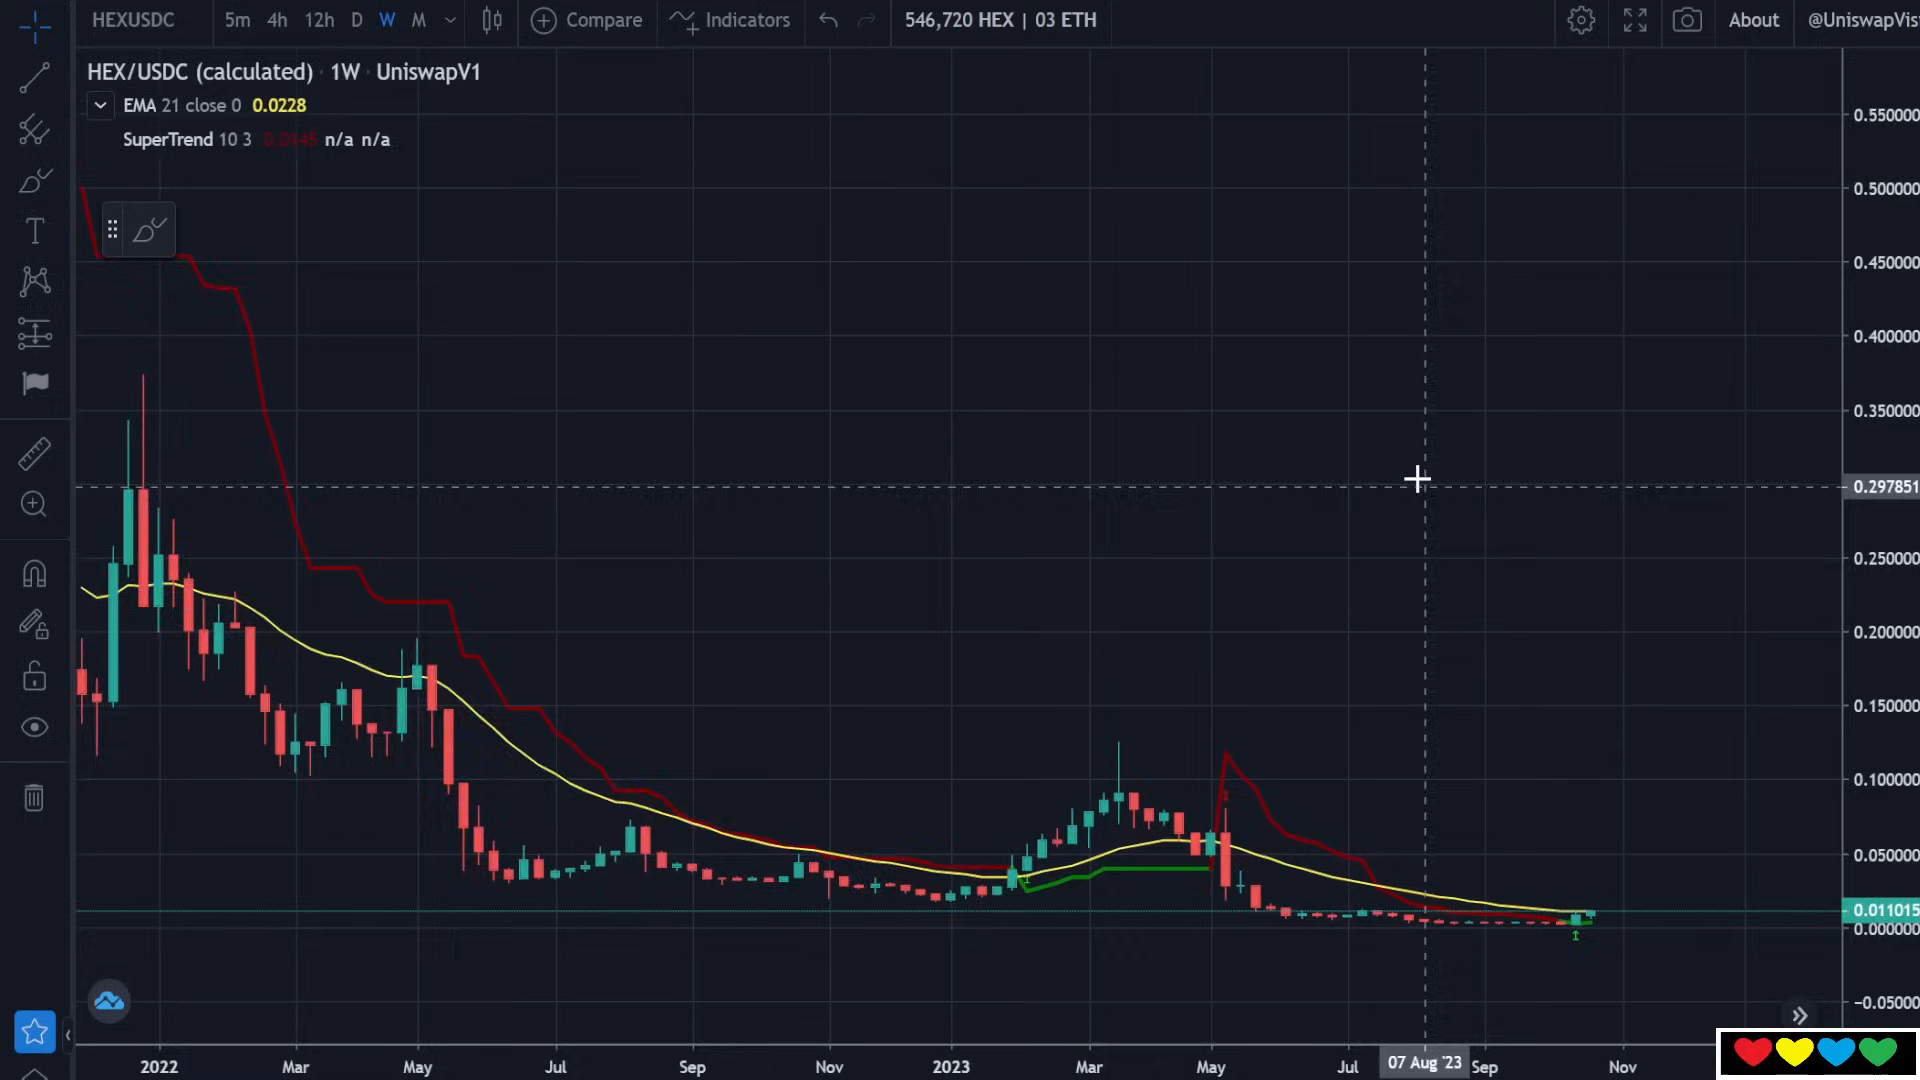 HEXUSDC 5m 4h 12h D W M Compare Indicators 546,720 HEX | 03 ETH About
HEX/USDC (calculated) · 1W · UniswapV1
EMA 21 close 0 0.0228
SuperTrend 10 3 0.0145 n/a n/a
0.550000
0.500000
0.450000
0.400000
0.350000
0.297851
0.250000
0.200000
0.150000
0.100000
0.050000
0.011015
0.000000
-0.05000
2022 Mar May Jul Sep Nov 2023 Mar May Jul 07 Aug '23 Sep Nov